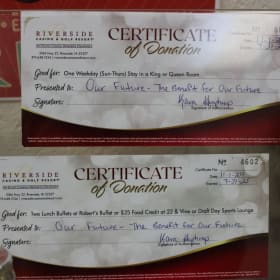 RIVERSIDE
CASINO & GOLF RESORT
CERTIFICATE
of Donation
Good for: One Weekday (Sun-Thurs) Stay in a King or Queen Room
Presented to: Our Future - The Benefit for Our Future
Signature:
RIVERSIDE
CASINO & GOLF RESORT
CERTIFICATE
of Donation
Nº 4602
Good for: Two Lunch Buffets at Robert's Buffet or $25 Food Credit at 22 & Vine or Draft Day Sports Lounge
Presented to: Our Future - The Benefit for Our Future
Signature: